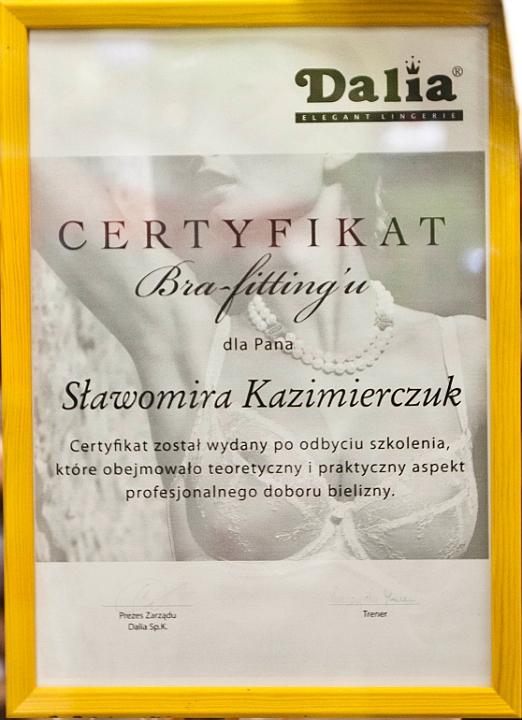 Dalia®
ELEGANT LINGERIE
CERTYFIKAT
Bra-fitting'u
dla Pana
Sławomira Kazimierczuk
Certyfikat został wydany po odbyciu szkolenia,
które obejmowało teoretyczny i praktyczny aspekt
profesjonalnego doboru bielizny.
Prezes Zarządu
Dalia Sp.K.
Trener